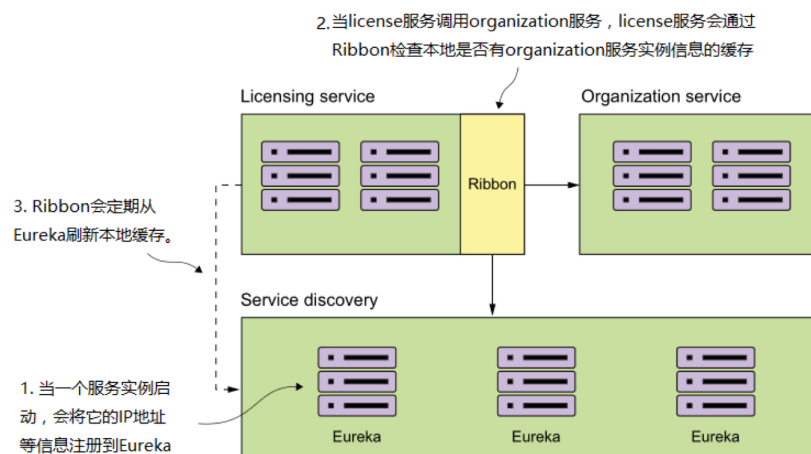 2.当license服务调用organization服务，license服务会通过
Ribbon检查本地是否有organization服务实例信息的缓存
Licensing service
Organization service
Ribbon
3. Ribbon会定期从
Eureka刷新本地缓存。
Service discovery
1. 当一个服务实例启
动，会将它的IP地址
等信息注册到Eureka
Eureka
Eureka
Eureka